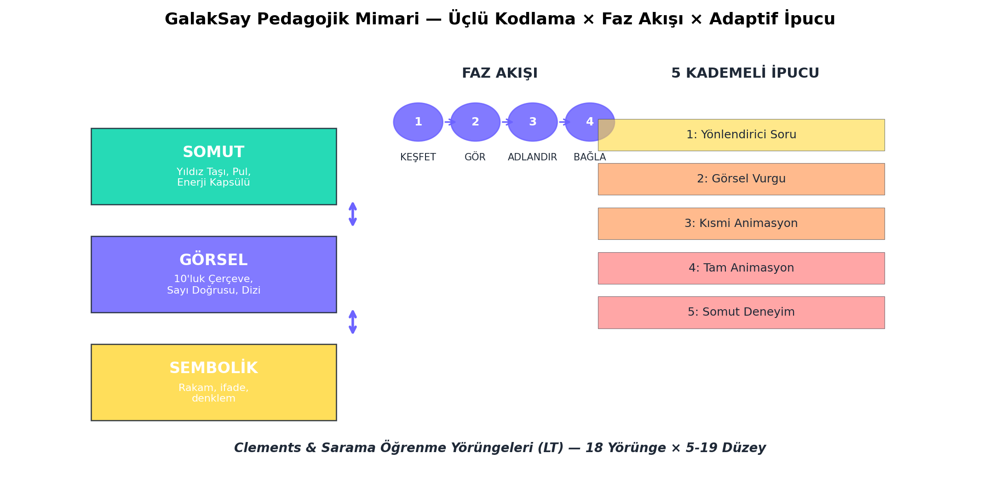 GalakSay Pedagojik Mimari — Üçlü Kodlama × Faz Akışı × Adaptif İpucu
SOMUT
Yıldız Taşı, Pul,
Enerji Kapsülü
GÖRSEL
10'luk Çerçeve,
Sayı Doğrusu, Dizi
SEMBOLİK
Rakam, ifade,
denklem
FAZ AKIŞI
1
2
3
4
KEŞFET
GÖR
ADLANDIR
BAĞLA
5 KADEMELİ İPUCU
1: Yönlendirici Soru
2: Görsel Vurgu
3: Kısmi Animasyon
4: Tam Animasyon
5: Somut Deneyim
Clements & Sarama Öğrenme Yörüngeleri (LT) — 18 Yörünge × 5-19 Düzey